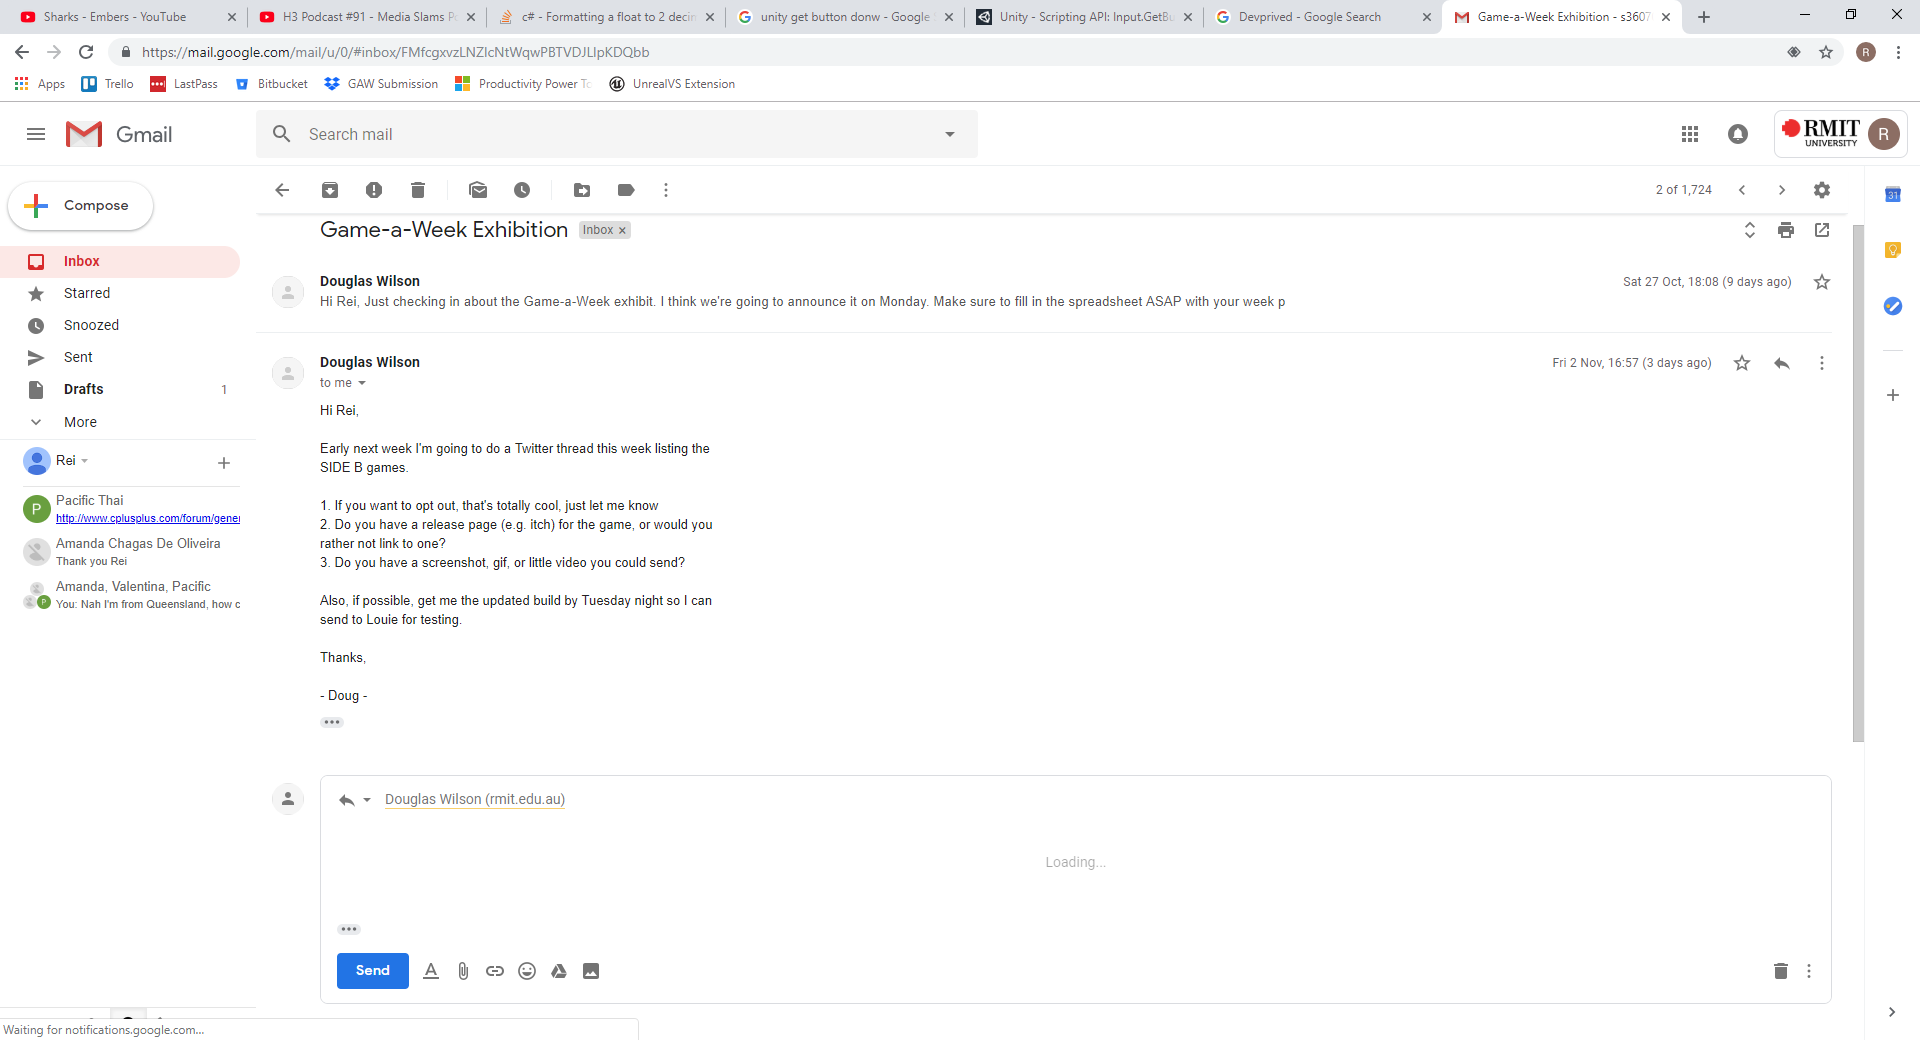 Sharks - Embers - YouTube
H3 Podcast #91 - Media Slams
c# - Formatting a float to 2 decin
unity get button donw - Google
Unity - Scripting API: Input.GetBu
Devprived - Google Search
Game-a-Week Exhibition - s3607
https://mail.google.com/mail/u/0/#inbox/FMfcgxvzLNZlcNtWqwPBTVDJLlpKDQbb
R
Apps
Trello
LastPass
Bitbucket
GAW Submission
Productivity Power To
UnrealVS Extension
Gmail
Search mail
RMIT
UNIVERSITY
R
Compose
2 of 1,724
31
Game-a-Week Exhibition
Inbox x
Inbox
Starred
Snoozed
Sent
Drafts
1
More
Rei
Pacific Thai
http://www.cplusplus.com/forum/gener
P
Amanda Chagas De Oliveira
Thank you Rei
Amanda, Valentina, Pacific
You: Nah I'm from Queensland, how c
P
Douglas Wilson
Sat 27 Oct, 18:08 (9 days ago)
Hi Rei, Just checking in about the Game-a-Week exhibit. I think we're going to announce it on Monday. Make sure to fill in the spreadsheet ASAP with your week p
Douglas Wilson
Fri 2 Nov, 16:57 (3 days ago)
to me
Hi Rei,
Early next week I'm going to do a Twitter thread this week listing the
SIDE B games.
1. If you want to opt out, that's totally cool, just let me know
2. Do you have a release page (e.g. itch) for the game, or would you
rather not link to one?
3. Do you have a screenshot, gif, or little video you could send?
Also, if possible, get me the updated build by Tuesday night so I can
send to Louie for testing.
Thanks,
- Doug -
Douglas Wilson (rmit.edu.au)
Loading...
Send
Waiting for notifications.google.com...